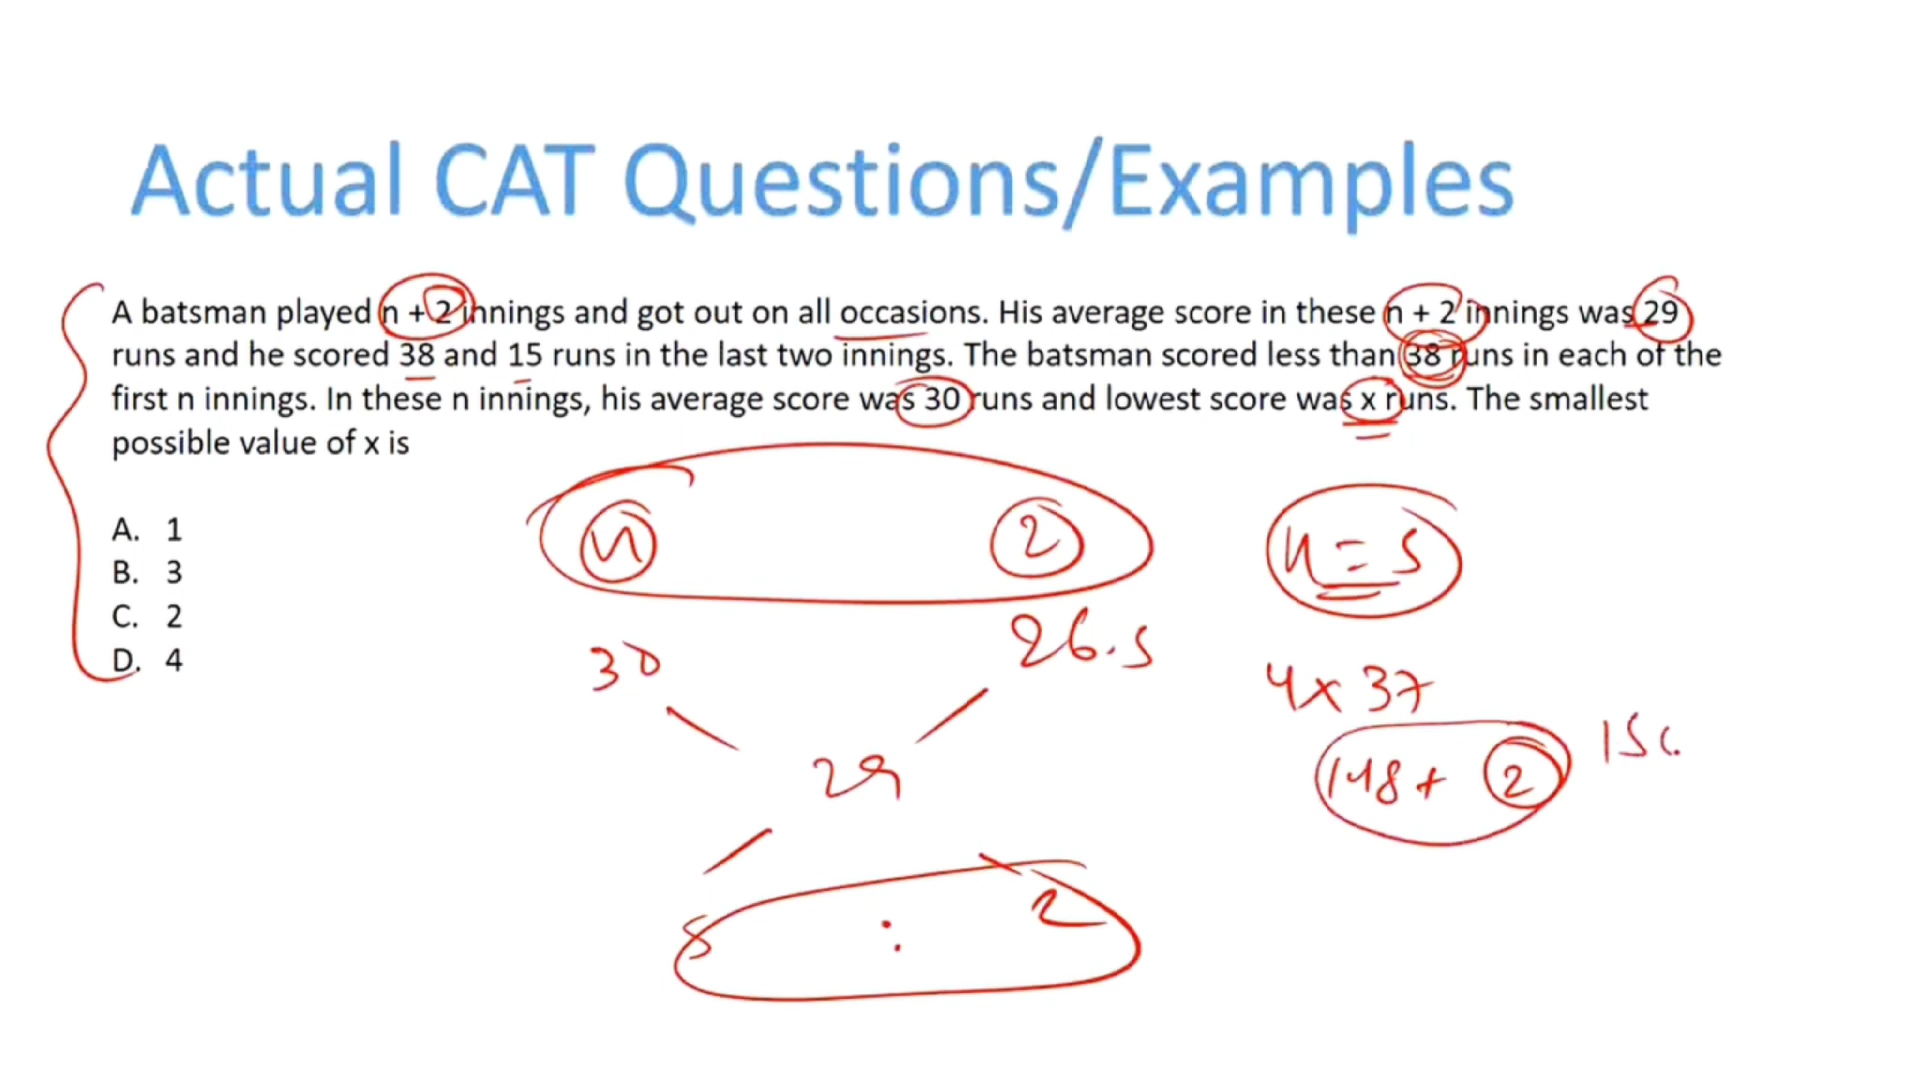 Actual CAT Questions/Examples
A batsman played n + 2 innings and got out on all occasions. His average score in these n + 2 innings was 29
runs and he scored 38 and 15 runs in the last two innings. The batsman scored less than 38 runs in each of the
first n innings. In these n innings, his average score was 30 runs and lowest score was x runs. The smallest
possible value of x is
A. 1
B. 3
C. 2
D. 4
n 2
n = 5
30 26.5
4 x 37
29
148 + 2
: 2